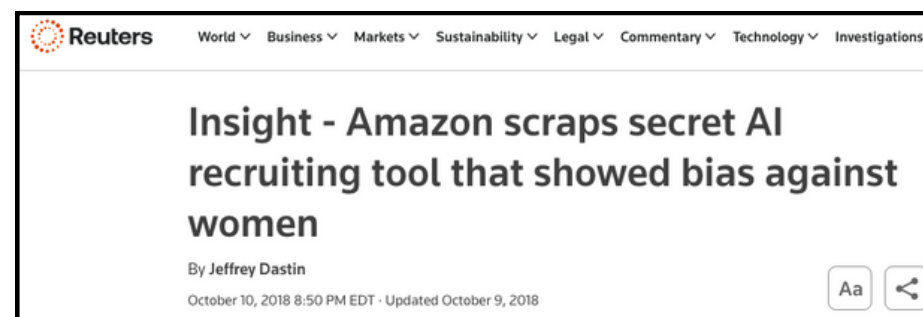 Reuters World Business Markets Sustainability Legal Commentary Technology Investigations
Insight - Amazon scraps secret AI
recruiting tool that showed bias against
women
By Jeffrey Dastin
October 10, 2018 8:50 PM EDT · Updated October 9, 2018
Aa